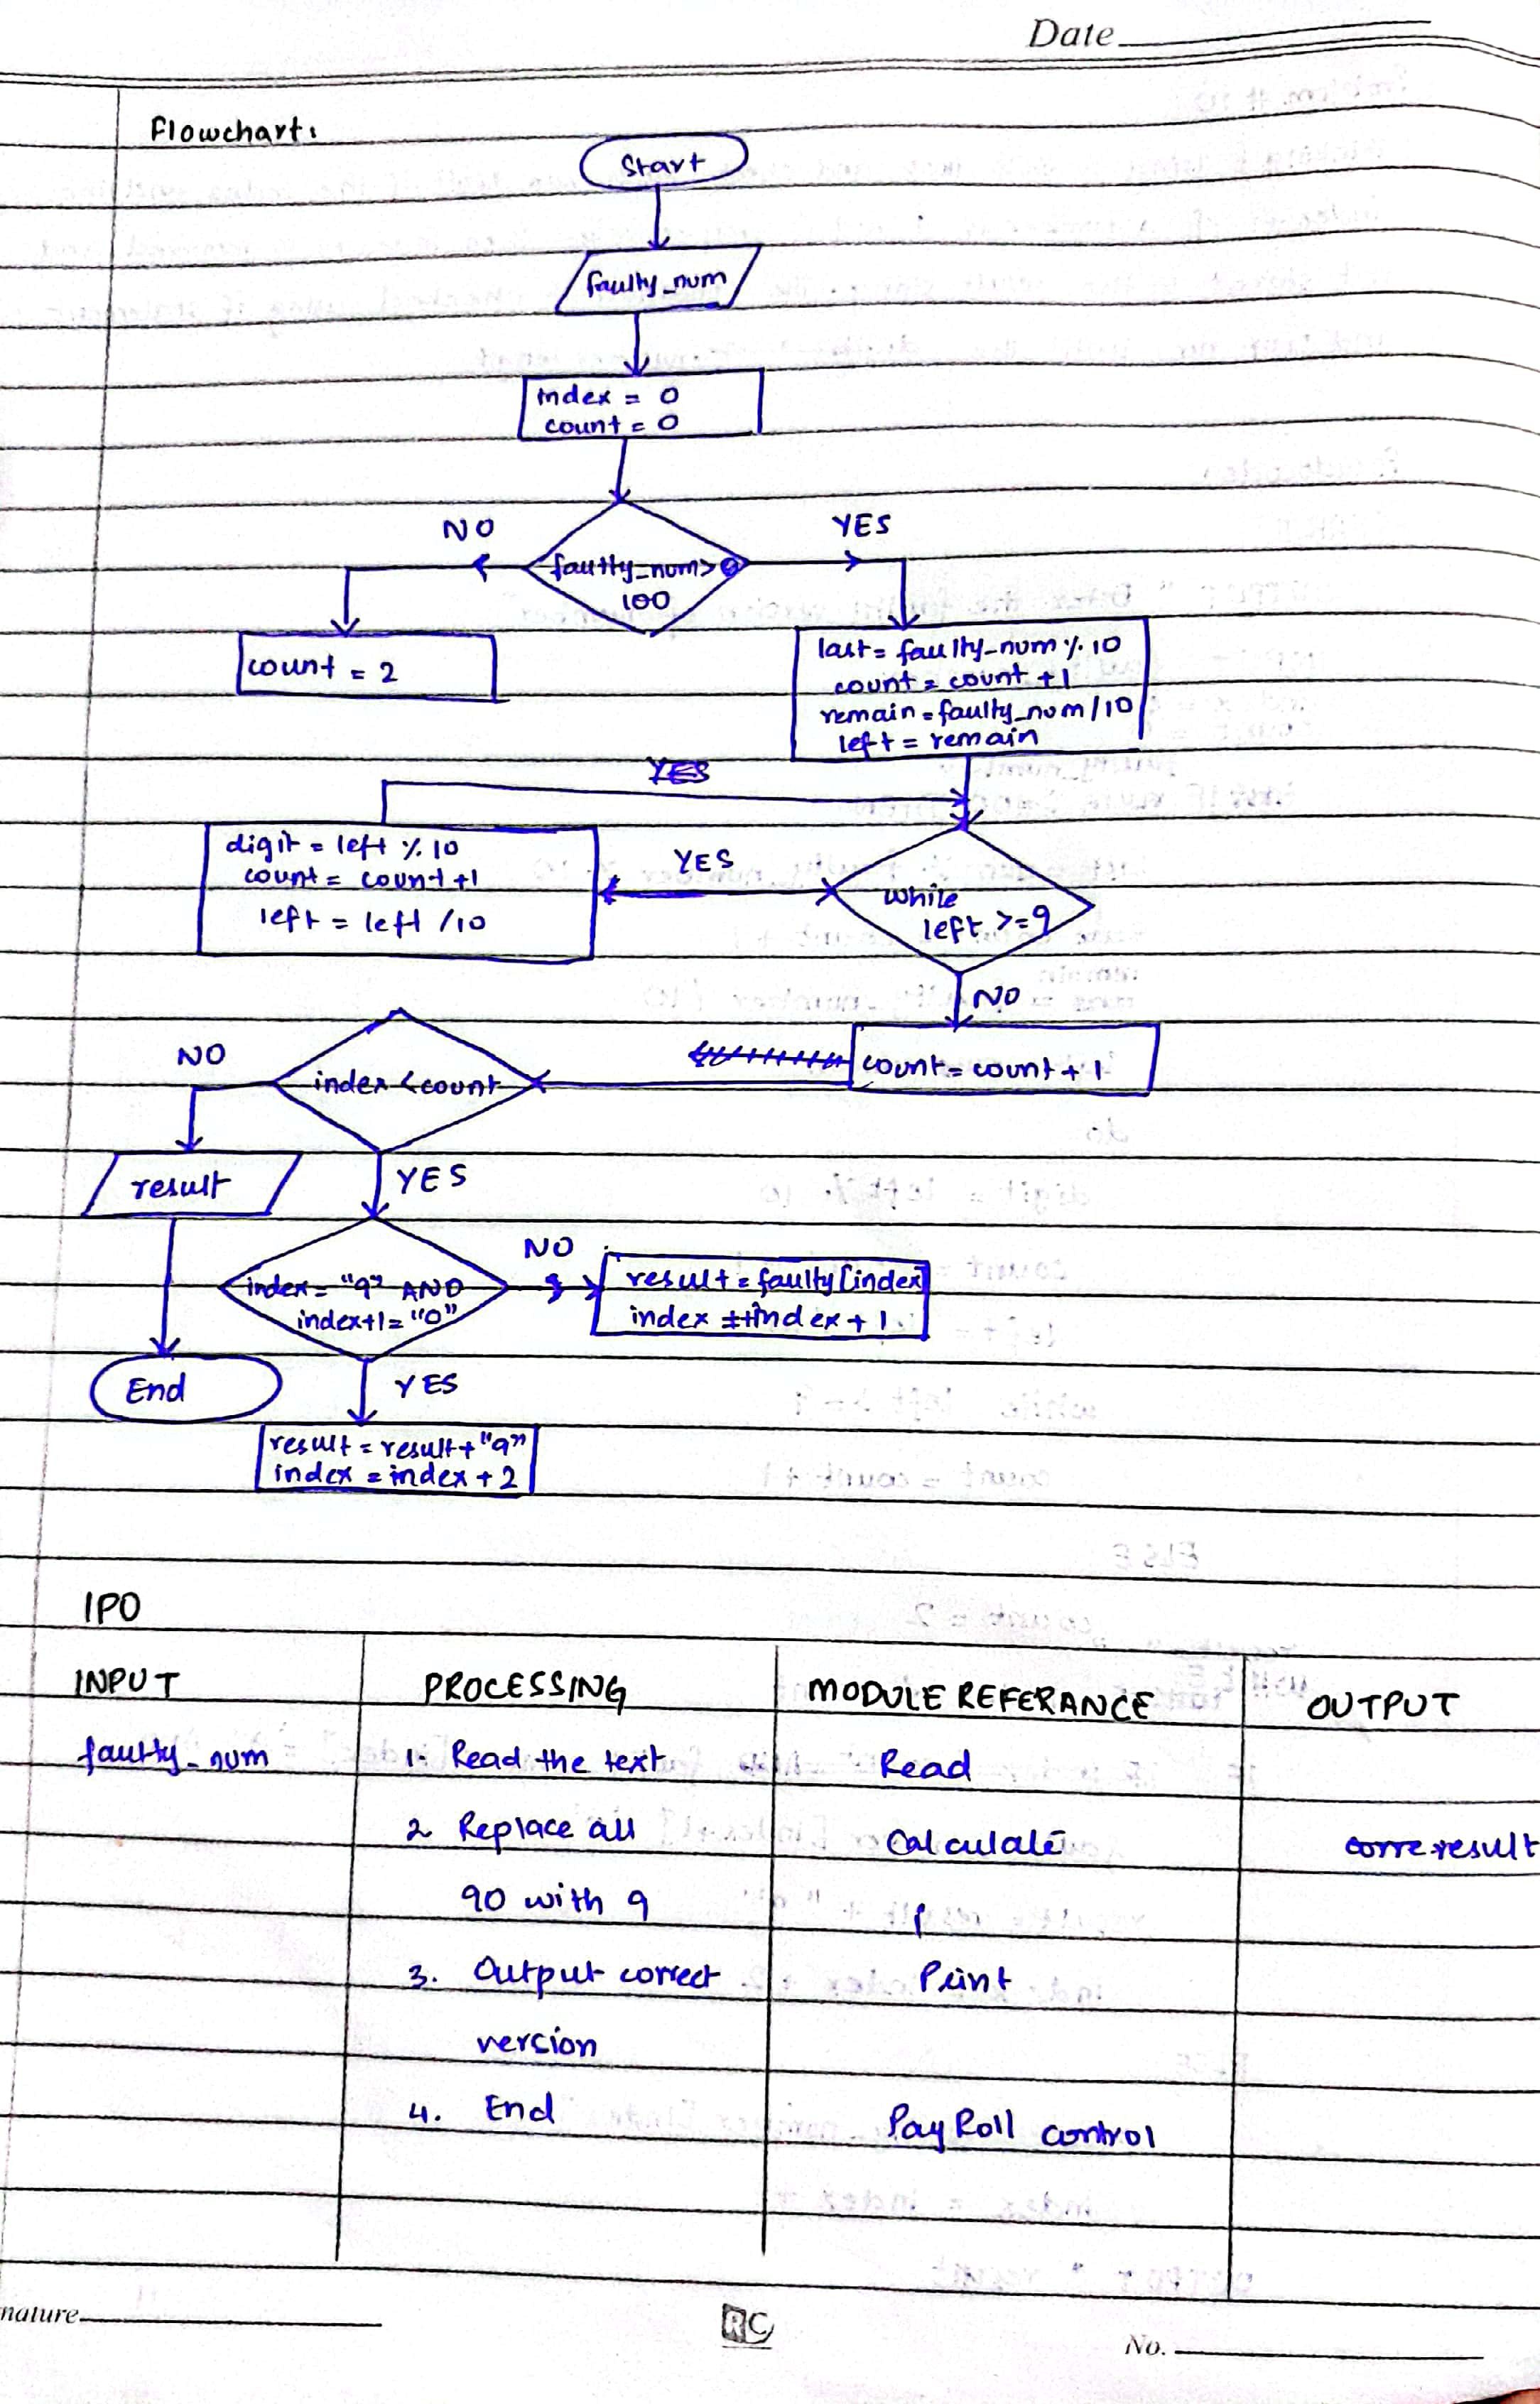 Date
Flowchart:
Start
faulty_num
index = 0
count = 0
NO
YES
faulty_num>
100
count = 2
last = faulty_num % 10
count = count +1
remain = faulty_num/10
left = remain
YES
digit = left % 10
count = count +1
left = left /10
YES
while
left >=9
NO
count = count + 1
NO
index <count
result
YES
index = "9" AND
index+1 = "0"
NO
result = faulty[index]
index = index + 1
End
YES
result = result + "9"
index = index + 2
IPO
INPUT PROCESSING MODULE REFERANCE OUTPUT
faulty_num 1. Read the text Read
2 Replace all Calculate result
90 with 9
3. Output correct Print
version
4. End PayRoll control
nature
RC
No.